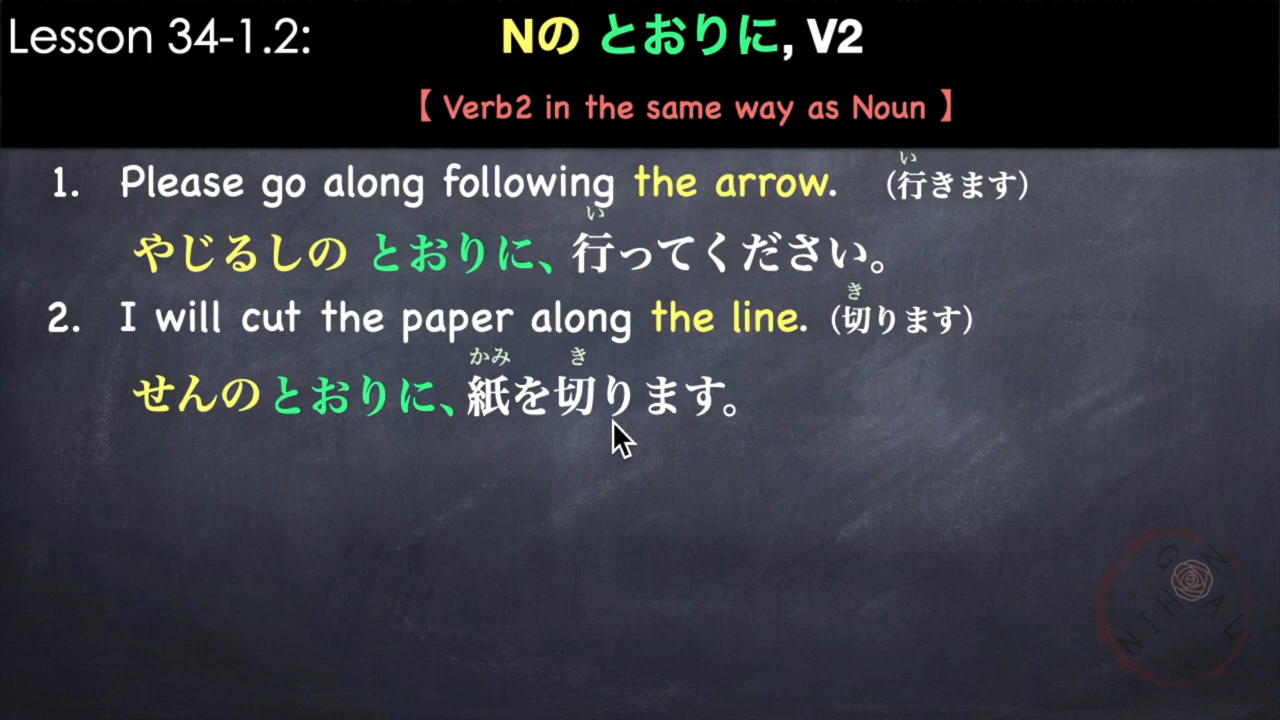 Lesson 34-1.2: Nの とおりに, V2
【 Verb2 in the same way as Noun 】
い
1. Please go along following the arrow. (行きます)
い
やじるしの とおりに、行ってください。
き
2. I will cut the paper along the line. (切ります)
かみ き
せんの とおりに、紙を切ります。
NIHONGAL